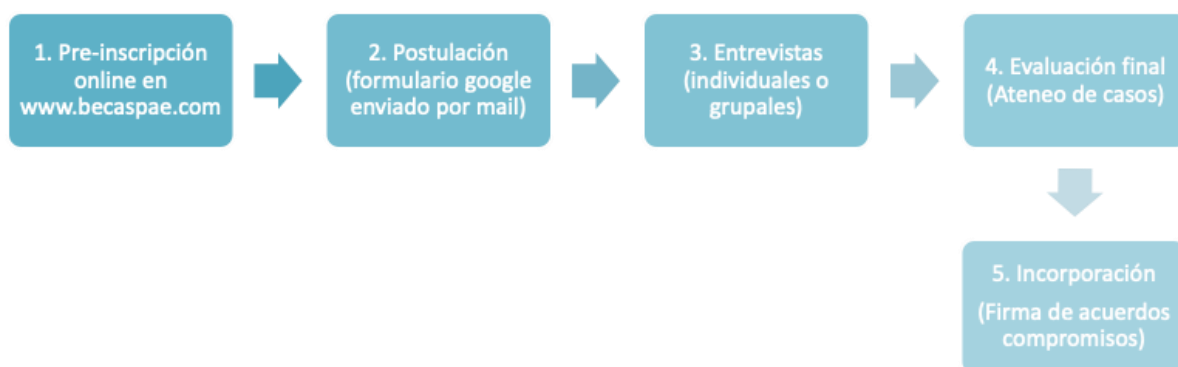 1. Pre-inscripción
online en
www.becaspae.com
2. Postulación
(formulario google
enviado por mail)
3. Entrevistas
(individuales o
grupales)
4. Evaluación final
(Ateneo de casos)
5. Incorporación
(Firma de acuerdos
compromisos)